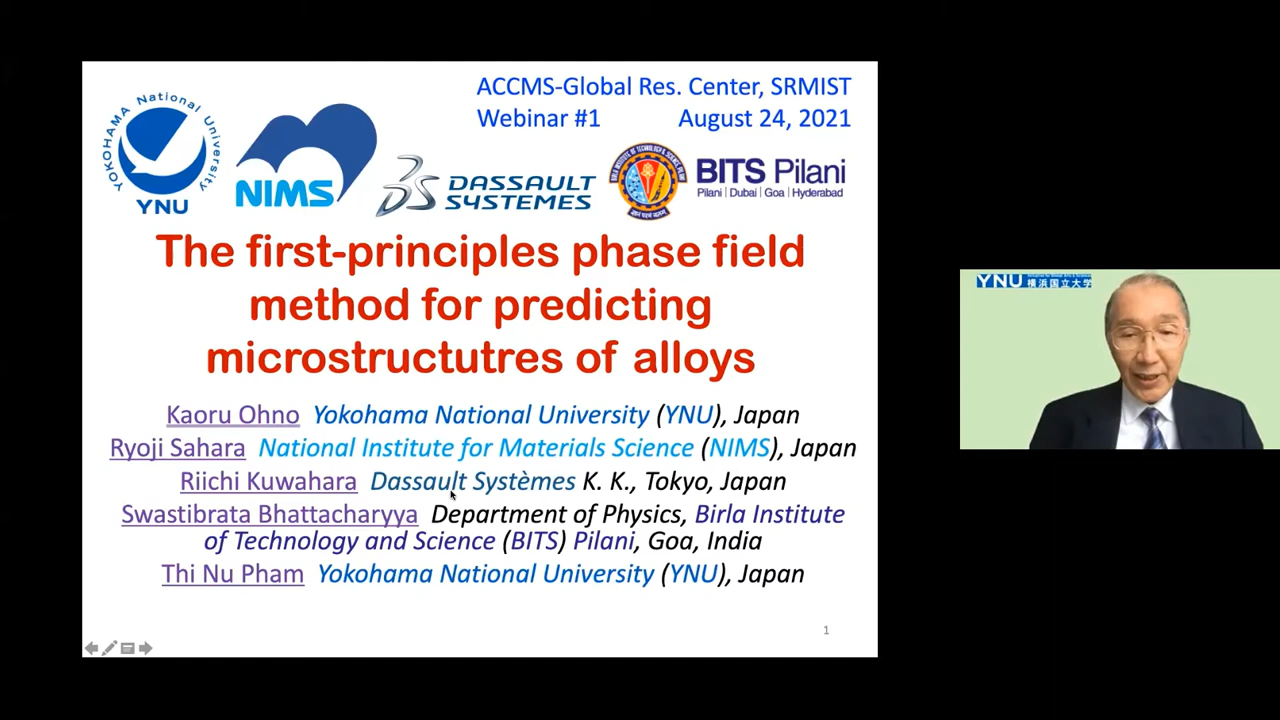 ACCMS-Global Res. Center, SRMIST
Webinar #1 August 24, 2021
YOKOHAMA National University
YNU
NIMS
DASSAULT
SYSTEMES
BITS Pilani
Pilani | Dubai | Goa | Hyderabad
The first-principles phase field
method for predicting
microstructutres of alloys
Kaoru Ohno Yokohama National University (YNU), Japan
Ryoji Sahara National Institute for Materials Science (NIMS), Japan
Riichi Kuwahara Dassault Systèmes K. K., Tokyo, Japan
Swastibrata Bhattacharyya Department of Physics, Birla Institute
of Technology and Science (BITS) Pilani, Goa, India
Thi Nu Pham Yokohama National University (YNU), Japan
1
YNU 横浜国立大学